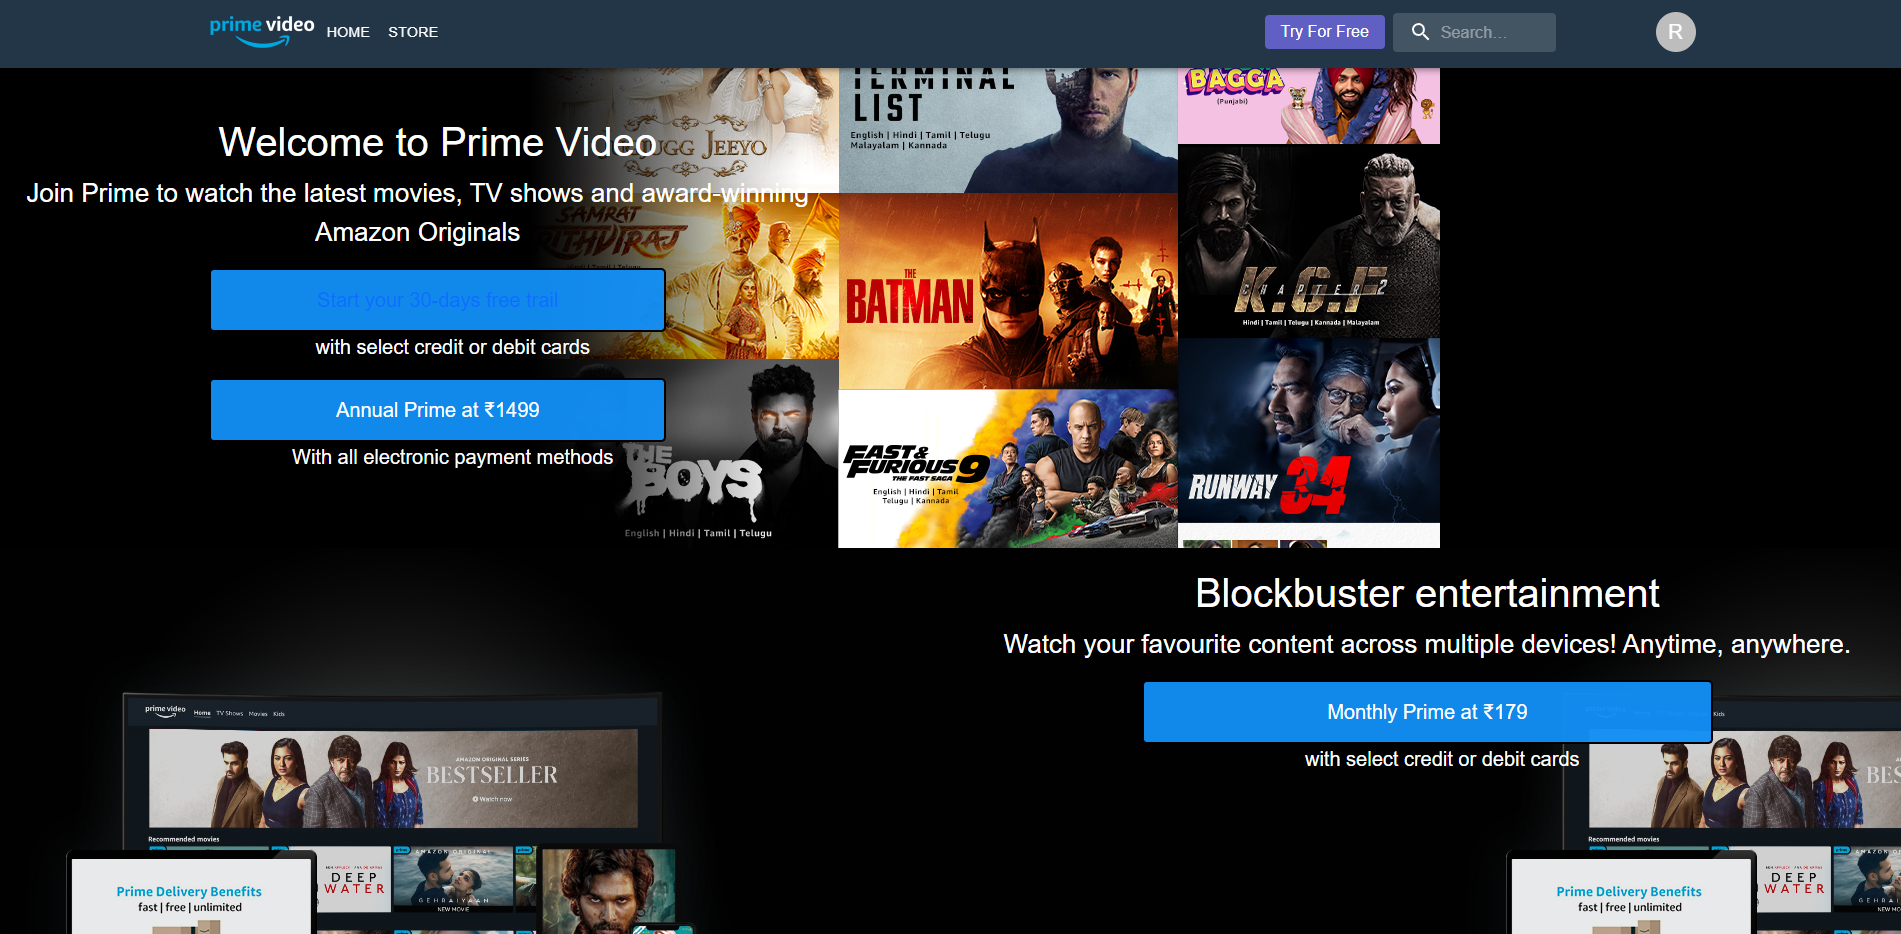 prime video HOME STORE Try For Free Search... R
TERMINAL
LIST
English | Hindi | Tamil | Telugu
Malayalam | Kannada
BAGGA
(Punjabi)
Welcome to Prime Video
JUGG JEEYO
Join Prime to watch the latest movies, TV shows and award-winning
Amazon Originals
SAMRAT
PRITHVIRAJ
Start your 30-days free trail
with select credit or debit cards
Annual Prime at ₹1499
With all electronic payment methods
THE
BOYS
English | Hindi | Tamil | Telugu
THE
BATMAN
FAST &
FURIOUS 9
THE FAST SAGA
English | Hindi | Tamil
Telugu | Kannada
K.G.F
CHAPTER 2
Hindi | Tamil | Telugu | Kannada | Malayalam
RUNWAY 34
Blockbuster entertainment
Watch your favourite content across multiple devices! Anytime, anywhere.
Monthly Prime at ₹179
with select credit or debit cards
prime video Home TV Shows Movies Kids
AMAZON ORIGINAL SERIES
BESTSELLER
Watch now
Recommended movies
prime
BEN AFFLECK ANA DE ARMAS
DEEP
WATER
AMAZON ORIGINAL
GEHRAIYAAN
NEW MOVIE
prime
Prime Delivery Benefits
fast | free | unlimited
Kids
BES
Recommended movies
DEEP
WATER
Prime Delivery Benefits
fast | free | unlimited